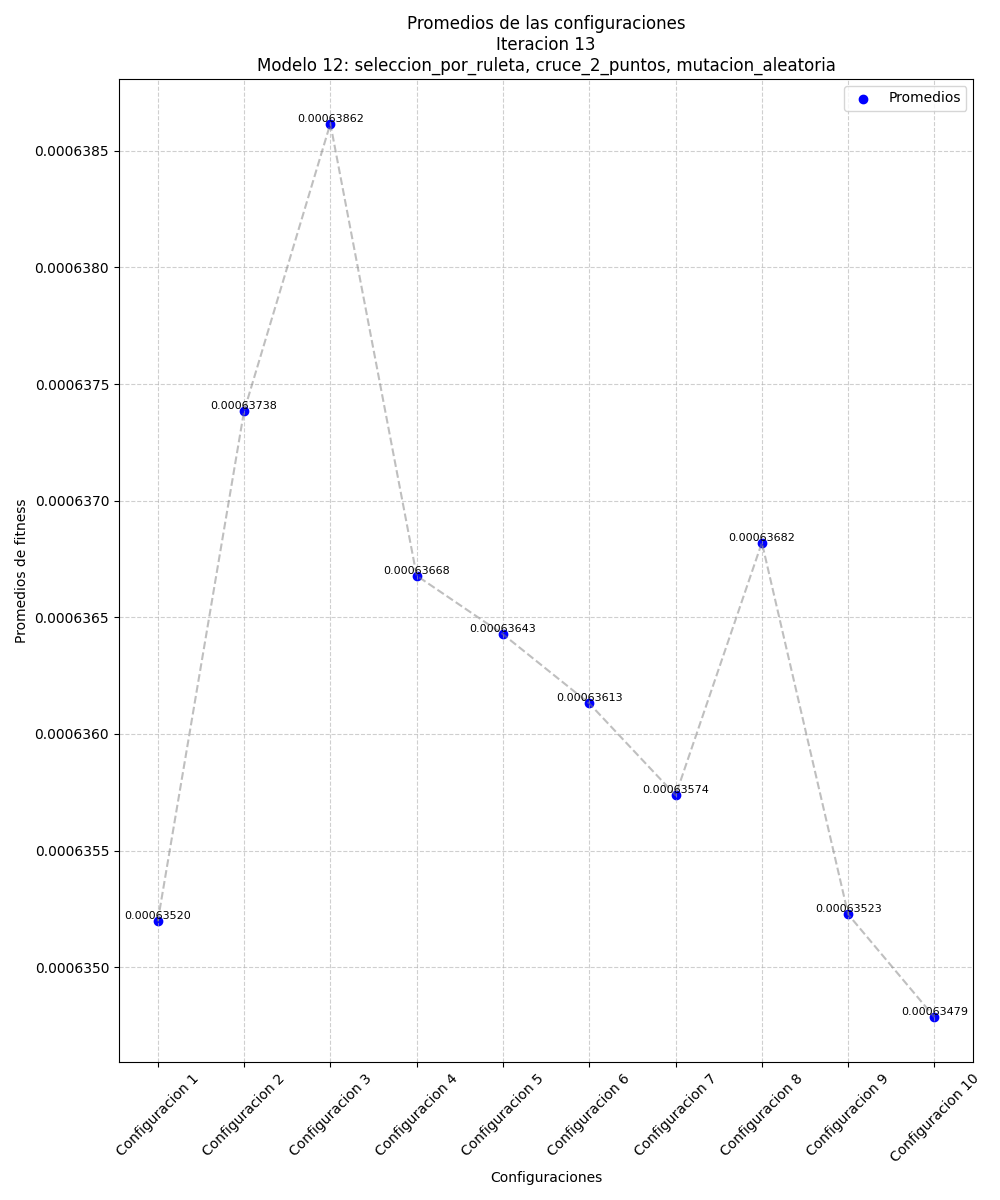 Promedios de las configuraciones
Iteracion 13
Modelo 12: seleccion_por_ruleta, cruce_2_puntos, mutacion_aleatoria
Promedios
0.00063862
0.0006385
0.0006380
0.0006375
0.00063738
0.0006370
0.00063682
0.00063668
0.0006365
0.00063643
0.00063613
0.0006360
0.00063574
0.0006355
0.00063520
0.00063523
0.0006350
0.00063479
Promedios de fitness
Configuracion 1
Configuracion 2
Configuracion 3
Configuracion 4
Configuracion 5
Configuracion 6
Configuracion 7
Configuracion 8
Configuracion 9
Configuracion 10
Configuraciones